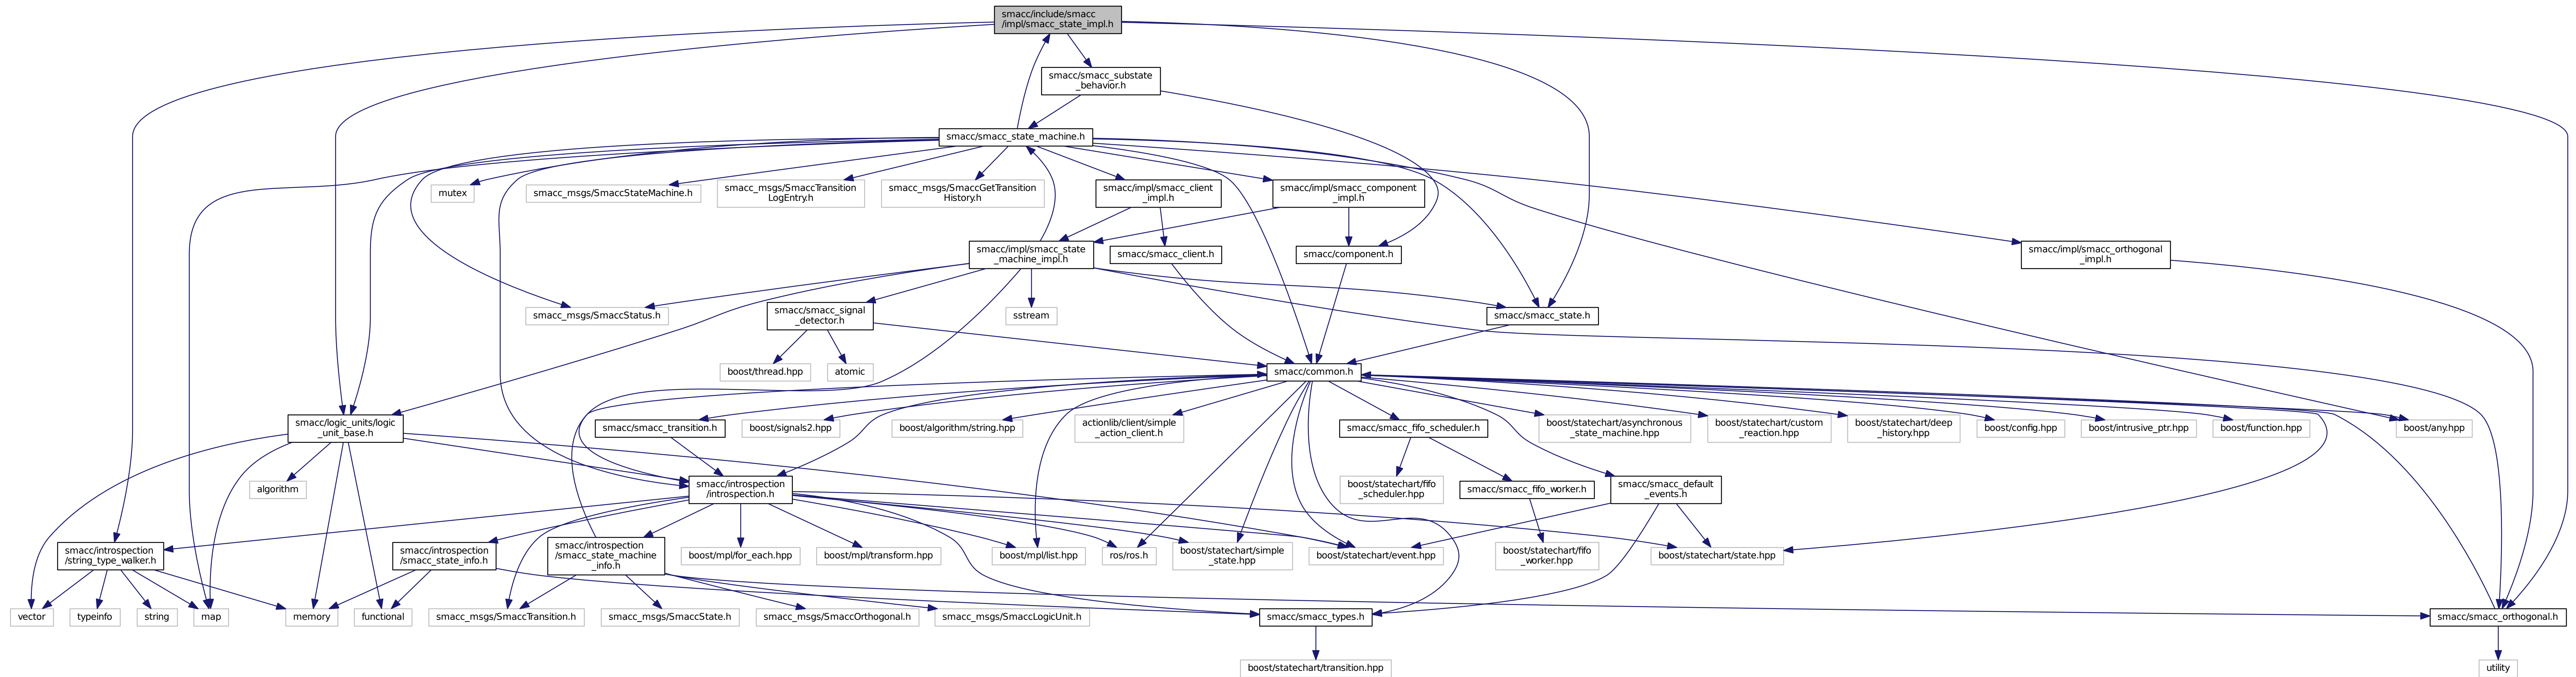 smacc/include/smacc
/impl/smacc_state_impl.h
smacc/smacc_substate
_behavior.h
smacc/smacc_state_machine.h
mutex
smacc_msgs/SmaccStateMachine.h
smacc_msgs/SmaccTransition
LogEntry.h
smacc_msgs/SmaccGetTransition
History.h
smacc/impl/smacc_client
_impl.h
smacc/impl/smacc_component
_impl.h
smacc/impl/smacc_state
_machine_impl.h
smacc/smacc_client.h
smacc/component.h
smacc/impl/smacc_orthogonal
_impl.h
smacc_msgs/SmaccStatus.h
smacc/smacc_signal
_detector.h
sstream
smacc/smacc_state.h
boost/thread.hpp
atomic
smacc/common.h
smacc/logic_units/logic
_unit_base.h
smacc/smacc_transition.h
boost/signals2.hpp
boost/algorithm/string.hpp
actionlib/client/simple
_action_client.h
smacc/smacc_fifo_scheduler.h
boost/statechart/asynchronous
_state_machine.hpp
boost/statechart/custom
_reaction.hpp
boost/statechart/deep
_history.hpp
boost/config.hpp
boost/intrusive_ptr.hpp
boost/function.hpp
boost/any.hpp
algorithm
smacc/introspection
/introspection.h
boost/statechart/fifo
_scheduler.hpp
smacc/smacc_fifo_worker.h
smacc/smacc_default
_events.h
smacc/introspection
/string_type_walker.h
smacc/introspection
/smacc_state_info.h
smacc/introspection
/smacc_state_machine
_info.h
boost/mpl/for_each.hpp
boost/mpl/transform.hpp
boost/mpl/list.hpp
ros/ros.h
boost/statechart/simple
_state.hpp
boost/statechart/event.hpp
boost/statechart/fifo
_worker.hpp
boost/statechart/state.hpp
vector
typeinfo
string
map
memory
functional
smacc_msgs/SmaccTransition.h
smacc_msgs/SmaccState.h
smacc_msgs/SmaccOrthogonal.h
smacc_msgs/SmaccLogicUnit.h
smacc/smacc_types.h
smacc/smacc_orthogonal.h
boost/statechart/transition.hpp
utility